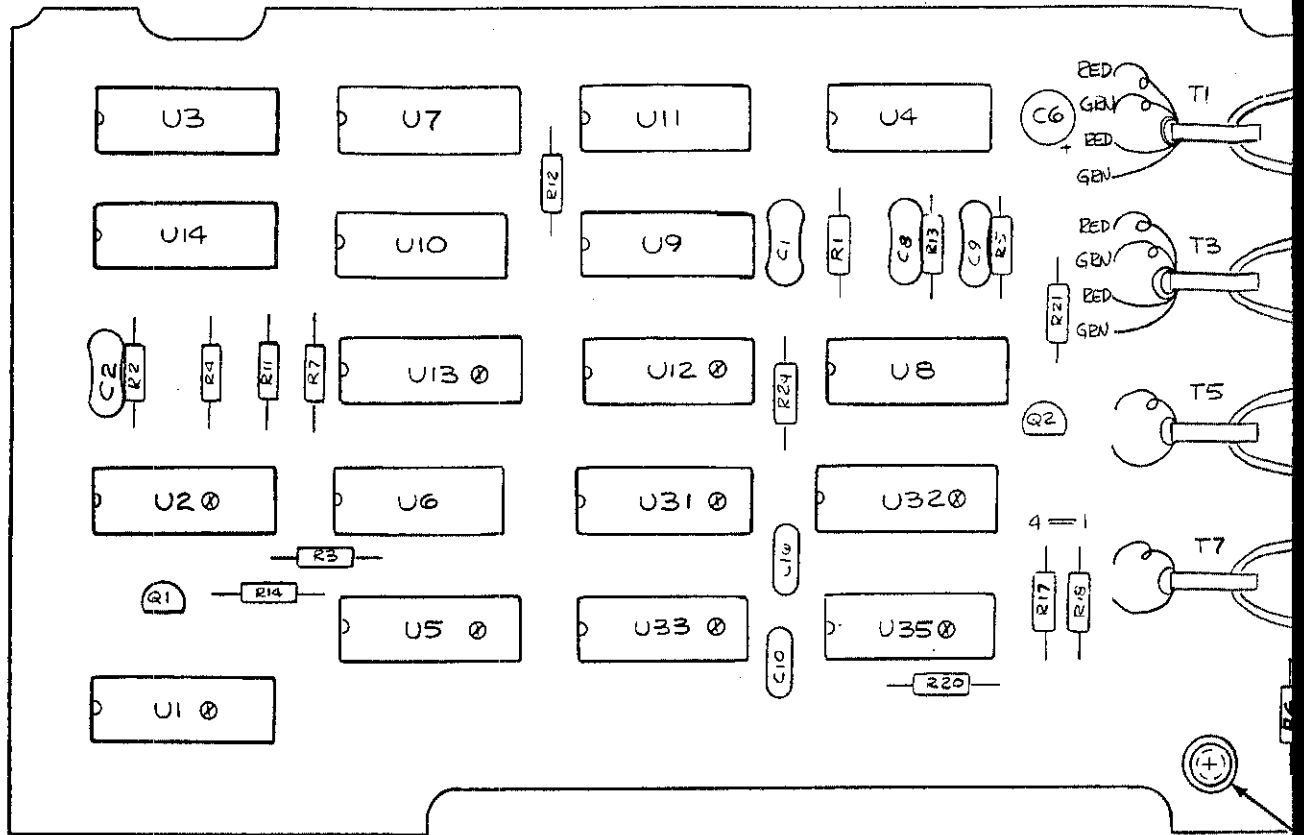 U3
U7
U11
U4
C6
+
RED
GRN
RED
GRN
T1
R12
U14
U10
U9
C1
R1
C8
R13
C9
R5
RED
GRN
RED
GRN
T3
R21
C2
R2
R4
R11
R7
U13 ⊗
U12 ⊗
R24
U8
Q2
T5
U2 ⊗
U6
U31 ⊗
U32 ⊗
4 = 1
R3
C16
T7
Q1
R14
U5 ⊗
U33 ⊗
C10
U35 ⊗
R17
R18
R20
U1 ⊗